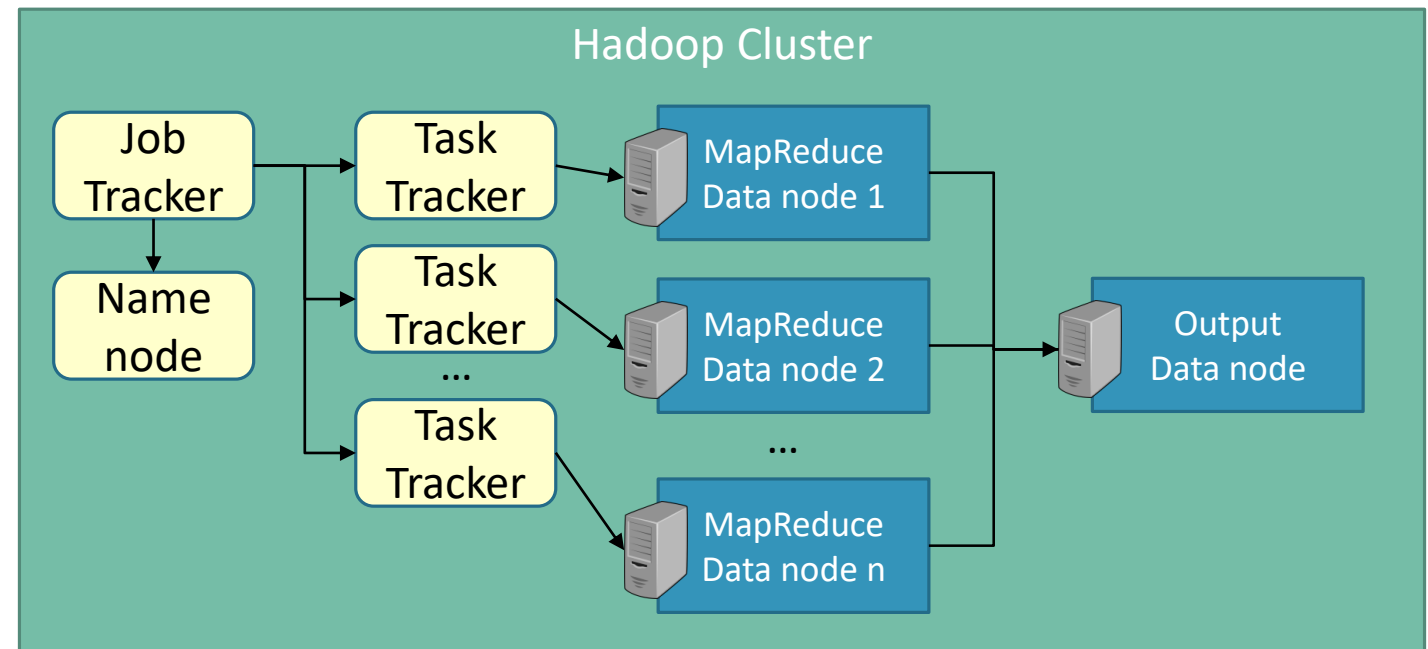 Hadoop Cluster
Job
Tracker
Name
node
Task
Tracker
Task
Tracker
...
Task
Tracker
MapReduce
Data node 1
MapReduce
Data node 2
...
MapReduce
Data node n
Output
Data node